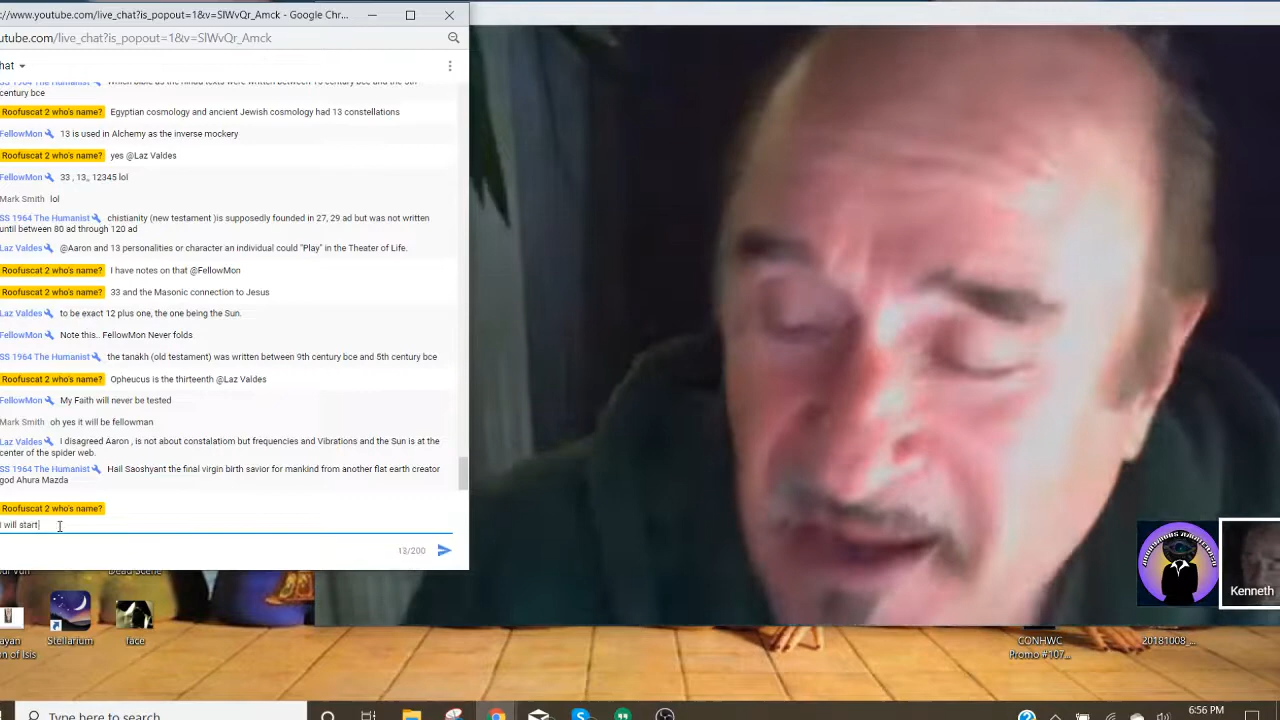 ://www.youtube.com/live_chat?is_popout=1&v=SlWvQr_Amck - Google Chr...
utube.com/live_chat?is_popout=1&v=SlWvQr_Amck
hat
century bce
Roofuscat 2 who's name? Egyptian cosmology and ancient Jewish cosmology had 13 constellations
FellowMon 13 is used in Alchemy as the inverse mockery
Roofuscat 2 who's name? yes @Laz Valdes
FellowMon 33 , 13,, 12345 lol
Mark Smith lol
SS 1964 The Humanist chistianity (new testament )is supposedly founded in 27, 29 ad but was not written
until between 80 ad through 120 ad
Laz Valdes @Aaron and 13 personalities or character an individual could "Play" in the Theater of Life.
Roofuscat 2 who's name? I have notes on that @FellowMon
Roofuscat 2 who's name? 33 and the Masonic connection to Jesus
Laz Valdes to be exact 12 plus one, the one being the Sun.
FellowMon Note this.. FellowMon Never folds
SS 1964 The Humanist the tanakh (old testament) was written between 9th century bce and 5th century bce
Roofuscat 2 who's name? Opheucus is the thirteenth @Laz Valdes
FellowMon My Faith will never be tested
Mark Smith oh yes it will be fellowman
Laz Valdes I disagreed Aaron , is not about constalatiom but frequencies and Vibrations and the Sun is at the
center of the spider web.
SS 1964 The Humanist Hail Saoshyant the final virgin birth savior for mankind from another flat earth creator
god Ahura Mazda
Roofuscat 2 who's name?
I will start
13/200
Kenneth
Dead Scene
ayan
on of Isis
Stellarium
face
CONHWC
Promo #107...
20181008_...
Type here to search
6:56 PM